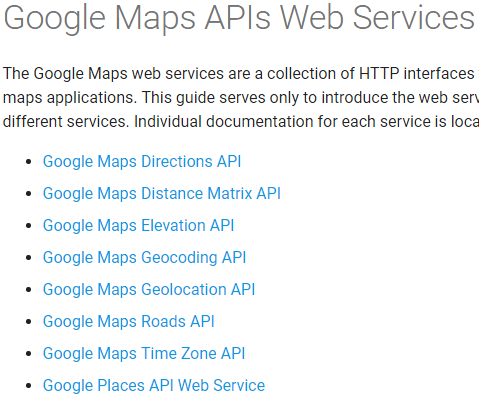 Google Maps APIs Web Services
The Google Maps web services are a collection of HTTP interfaces
maps applications. This guide serves only to introduce the web
different services. Individual documentation for each service is
Google Maps Directions API
Google Maps Distance Matrix API
Google Maps Elevation API
Google Maps Geocoding API
Google Maps Geolocation API
Google Maps Roads API
Google Maps Time Zone API
Google Places API Web Service